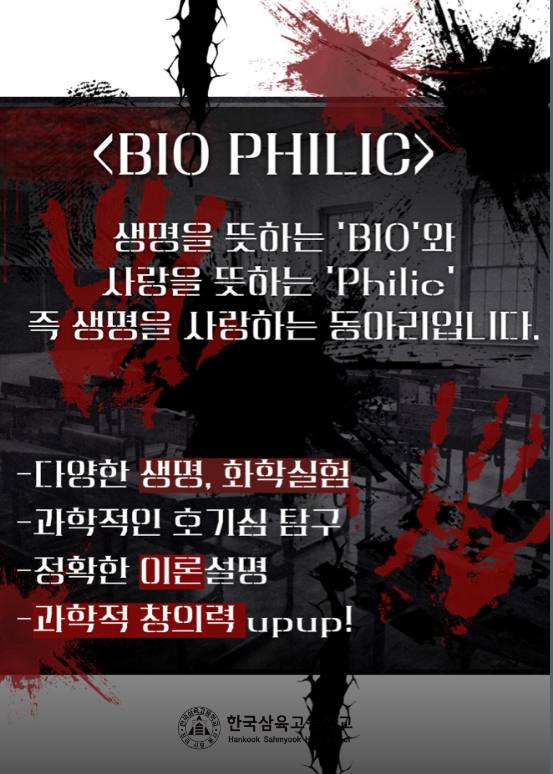 <BIO PHILIC>
생명을 뜻하는 'BIO'와
사랑을 뜻하는 'Philic'
즉 생명을 사랑하는 동아리입니다.
-다양한 생명, 화학실험
-과학적인 호기심 탐구
-정확한 이론설명
-과학적 창의력 upup!
한국삼육고등학교
Hankook Sahmyook